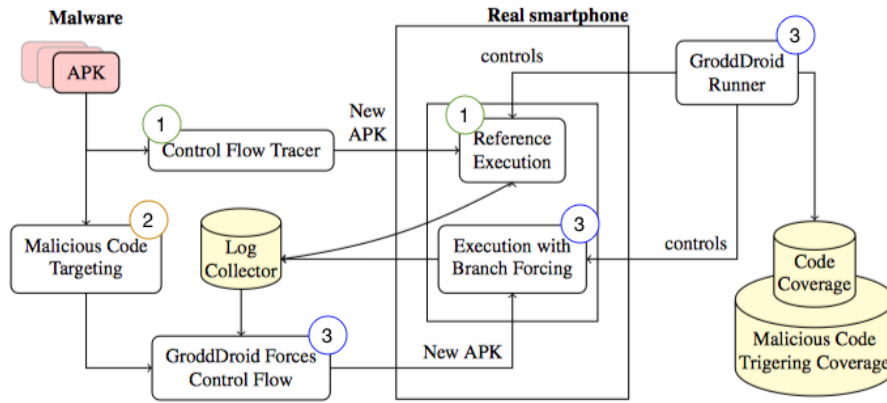 Malware
Real smartphone
APK
controls
3
GroddDroid
Runner
New
APK
1
Control Flow Tracer
1
Reference
Execution
2
Malicious Code
Targeting
Log
Collector
3
Execution with
Branch Forcing
controls
Code
Coverage
Malicious Code
Trigering Coverage
3
GroddDroid Forces
Control Flow
New APK